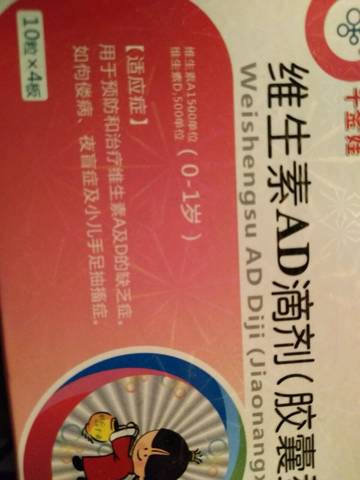 维生素AD滴剂(胶囊
Weishengsu AD Diji (Jiaonang
维生素A1500单位
维生素D₂500单位
(0-1岁)
【适应症】
用于预防和治疗维生素A及D的缺乏症。
如佝偻病、夜盲症及小儿手足抽搐症。
10粒×4板